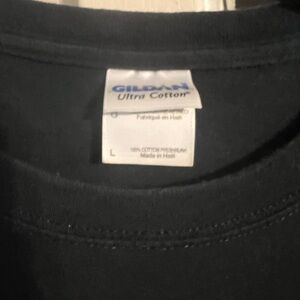 GILDAN
Ultra Cotton®
Fabriqué en Haiti
L
100% COTTON PRESHRUNK
Made in Haiti